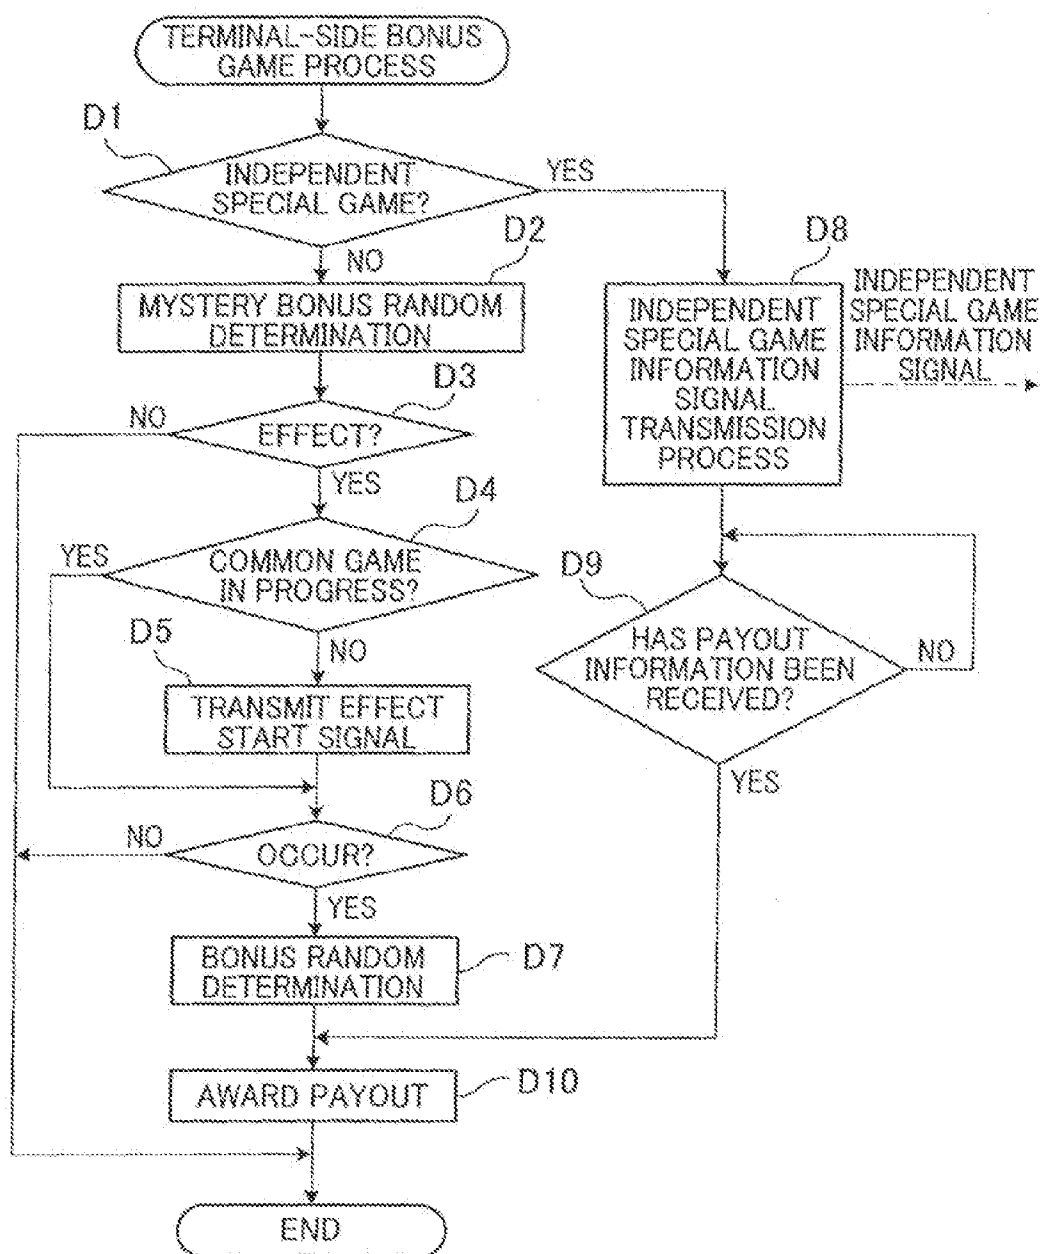 TERMINAL-SIDE BONUS
GAME PROCESS
D1
INDEPENDENT
SPECIAL GAME?
YES
NO
D2
MYSTERY BONUS RANDOM
DETERMINATION
D8
INDEPENDENT
SPECIAL GAME
INFORMATION
SIGNAL
TRANSMISSION
PROCESS
INDEPENDENT
SPECIAL GAME
INFORMATION
SIGNAL
D3
NO
EFFECT?
YES
D4
YES
COMMON GAME
IN PROGRESS?
NO
D5
TRANSMIT EFFECT
START SIGNAL
D9
HAS PAYOUT
INFORMATION BEEN
RECEIVED?
NO
YES
D6
NO
OCCUR?
YES
BONUS RANDOM
DETERMINATION
D7
AWARD PAYOUT
D10
END